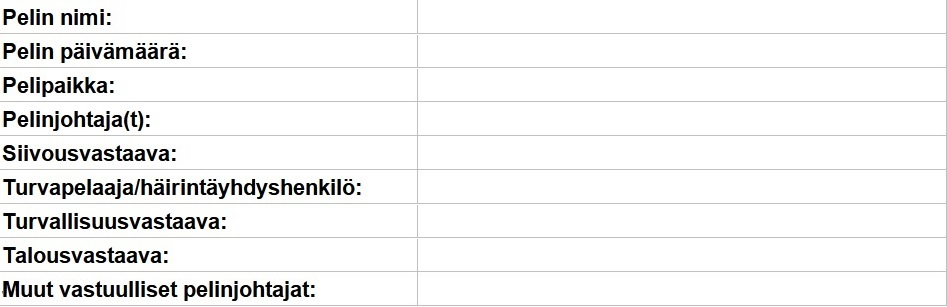 Pelin nimi:
Pelin päivämäärä:
Pelipaikka:
Pelinjohtaja(t):
Siivousvastaava:
Turvapelaaja/häirintäyhdyshenkilö:
Turvallisuusvastaava:
Talousvastaava:
Muut vastuulliset pelinjohtajat: